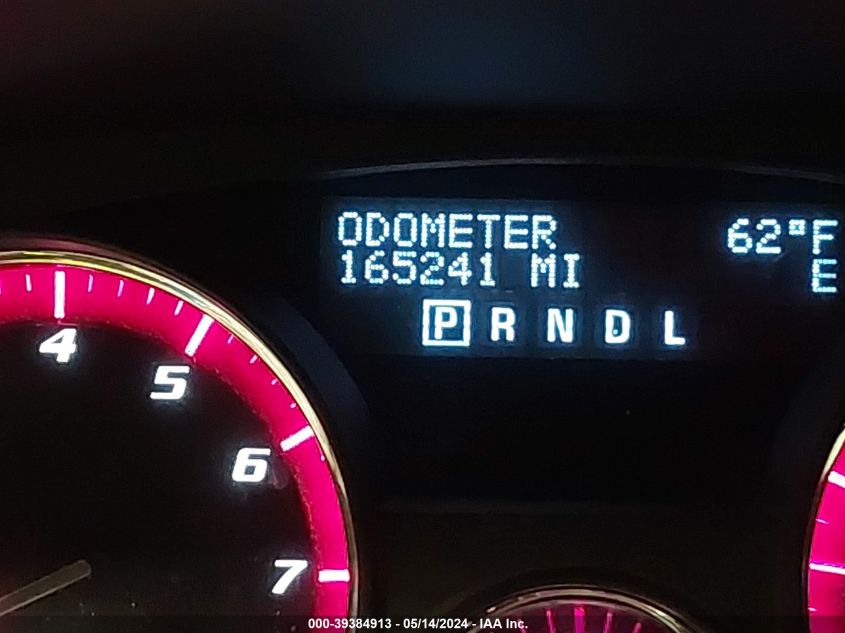 ODOMETER 62°F
165241 MI E
P R N D L
4
5
6
7
000-39384913 - 05/14/2024 - IAA Inc.